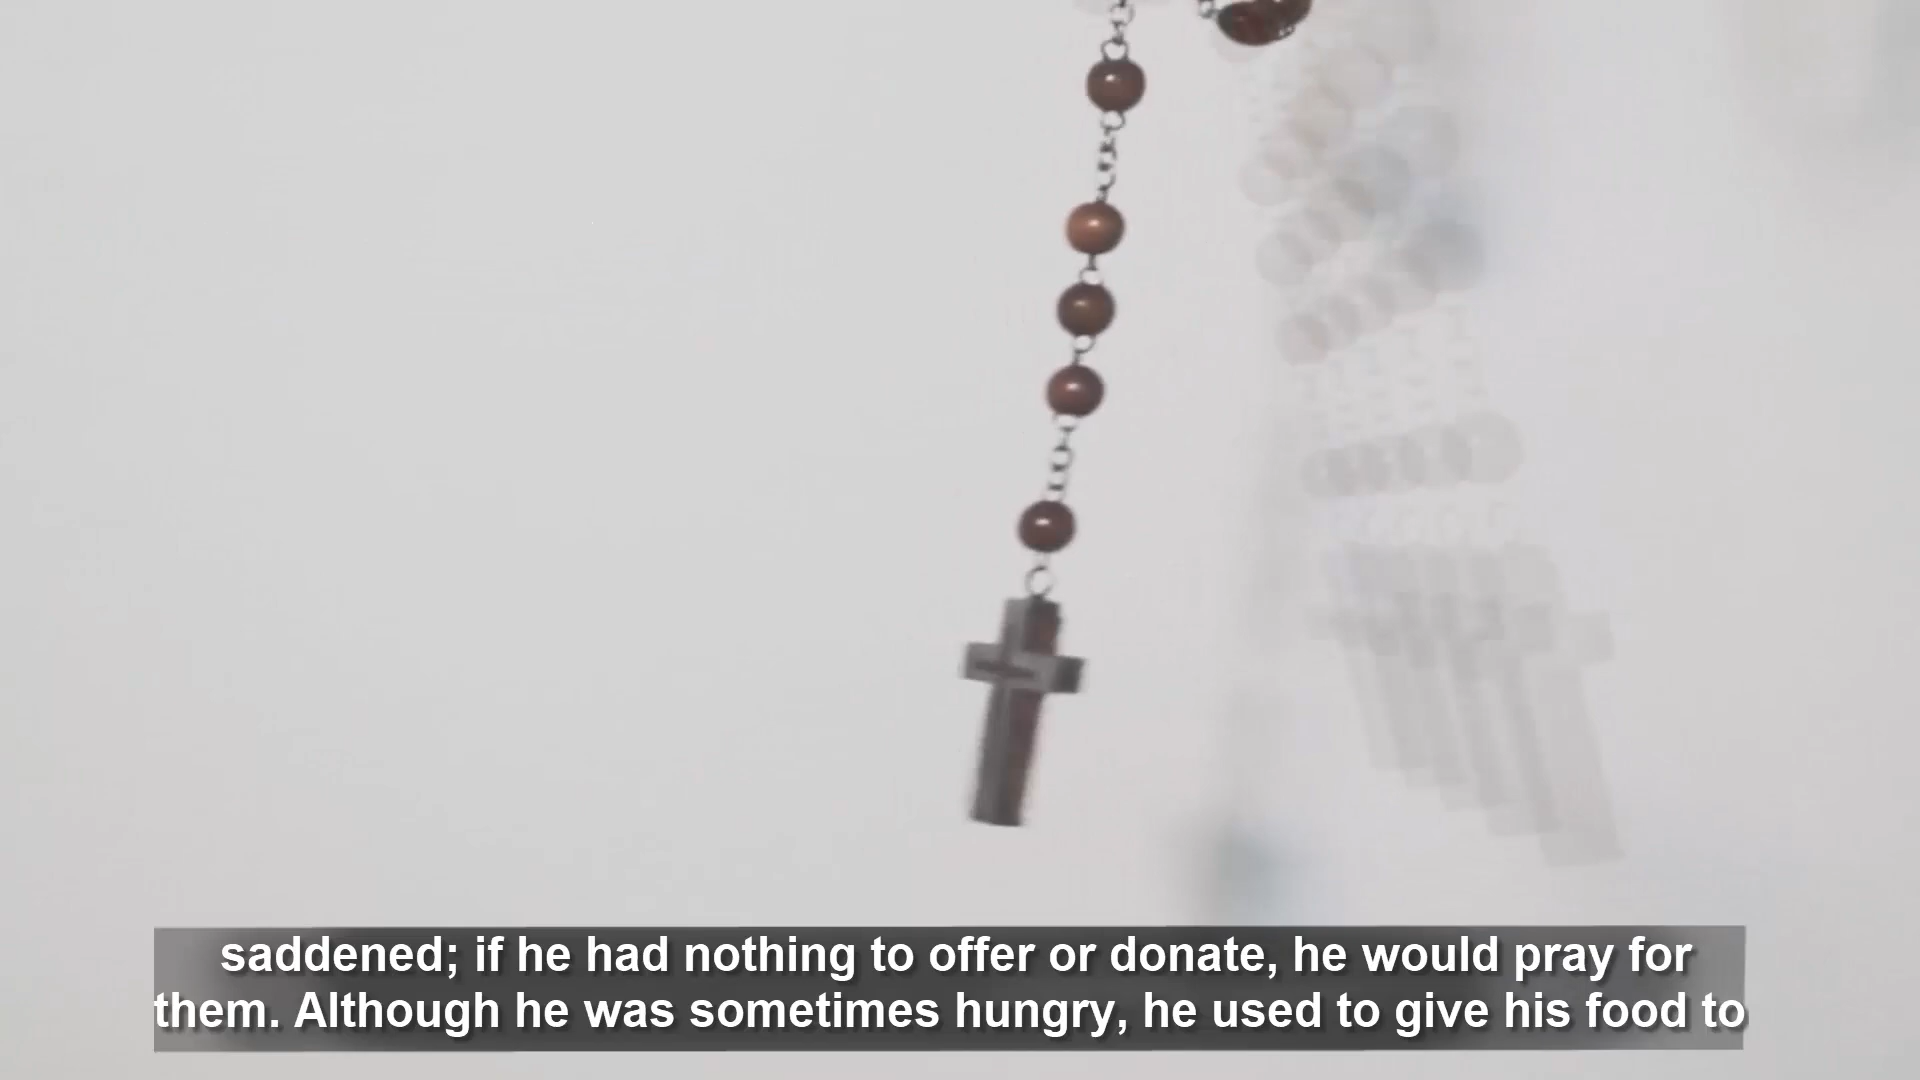 saddened; if he had nothing to offer or donate, he would pray for
them. Although he was sometimes hungry, he used to give his food to